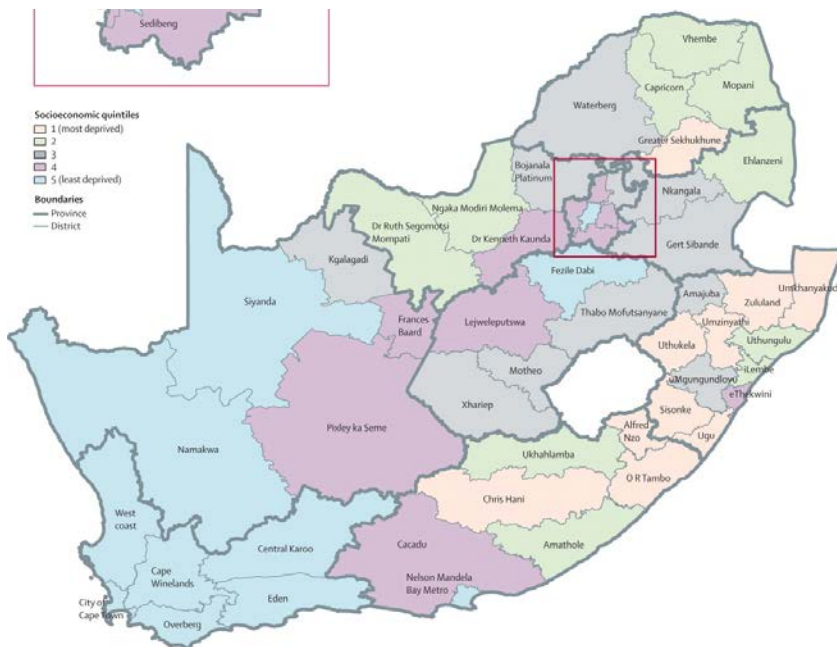 Sedibeng
Socioeconomic quintiles
1 (most deprived)
2
3
4
5 (least deprived)
Boundaries
Province
District
Vhembe
Capricorn
Mopani
Waterberg
Greater Sekhukhune
Ehlanzeni
Bojanala
Platinum
Nkangala
Ngaka Modiri Molema
Dr Ruth Segomotsi
Mompati
Dr Kenneth Kaunda
Gert Sibande
Kgalagadi
Fezile Dabi
Siyanda
Umkhanyakude
Amajuba
Zululand
Frances
Baard
Lejweleputswa
Thabo Mofutsanyane
Umzinyathi
Uthukela
Uthungulu
Motheo
iLembe
uMgungundlovu
eThekwini
Xhariep
Sisonke
Pixley ka Seme
Alfred
Nzo
Ugu
Namakwa
Ukhahlamba
O R Tambo
Chris Hani
West
coast
Central Karoo
Cacadu
Amathole
Cape
Winelands
Nelson Mandela
Bay Metro
City of
Cape Town
Eden
Overberg